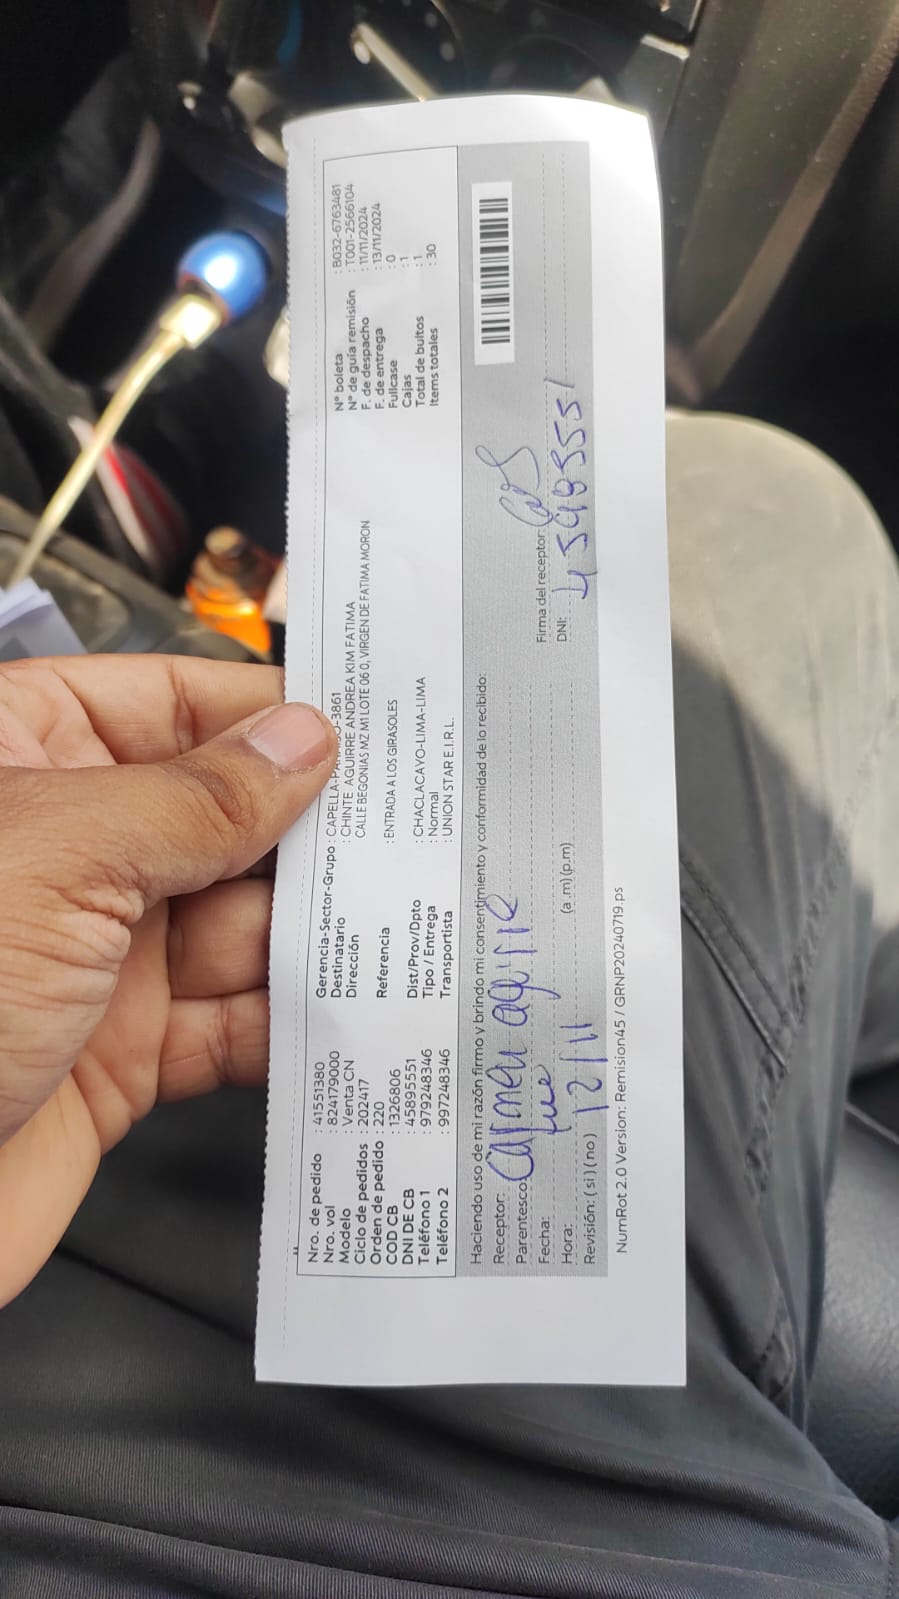 Nro. de pedido : 41551380
Nro. vol : 824179000
Modelo : Venta CN
Ciclo de pedidos : 202417
Orden de pedido : 220
COD CB : 1326806
DNI DE CB : 45895551
Teléfono 1 : 979248346
Teléfono 2 : 997248346
Gerencia-Sector-Grupo : CAPELLA- -3861
Destinatario : CHINTE AGUIRRE ANDREA KIM FATIMA
Dirección : CALLE BEGONIAS MZ M1 LOTE 06 0, VIRGEN DE FATIMA MORON
Referencia : ENTRADA A LOS GIRASOLES
Dist/Prov/Dpto : CHACLACAYO-LIMA-LIMA
Tipo / Entrega : Normal
Transportista : UNION STAR E.I.R.L.
N° boleta : B032-6763481
N° de guía remisión : T001-2566104
F. de despacho : 11/11/2024
F. de entrega : 13/11/2024
Fullcase : 0
Cajas : 1
Total de bultos : 1
Items totales : 30
Haciendo uso de mi razón firmo y brindo mi consentimiento y conformidad de lo recibido:
Receptor: Carmen aguirre
Parentesco:
Fecha: 12/11
Hora: (a .m) (p.m)
Revisión: ( si ) ( no )
Firma del receptor:
DNI:
NumRot 2.0 Version: Remision45 / GRNP20240719.ps